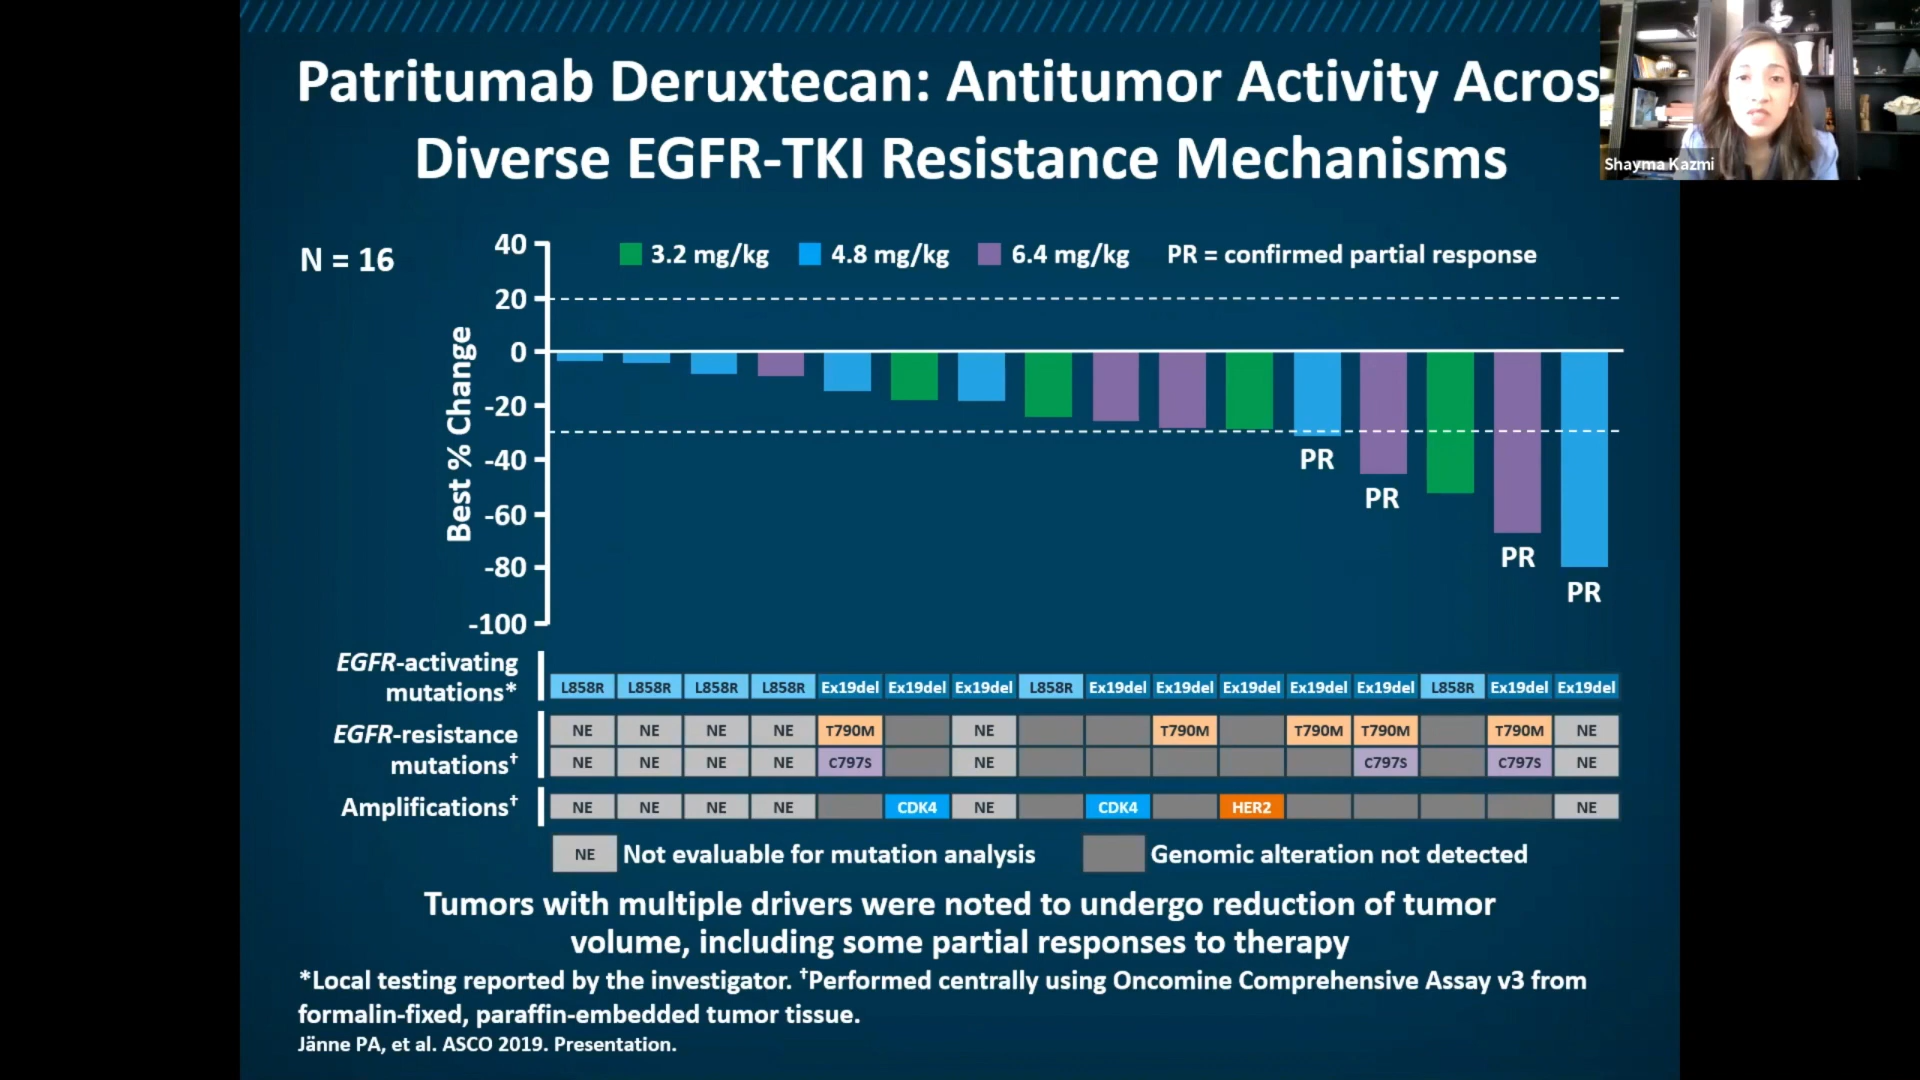 Patritumab Deruxtecan: Antitumor Activity Acros
Diverse EGFR-TKI Resistance Mechanisms
Shayma Kazmi
N = 16
3.2 mg/kg 4.8 mg/kg 6.4 mg/kg PR = confirmed partial response
Best % Change
40
20
0
-20
-40
-60
-80
-100
PR
PR
PR
PR
EGFR-activating
mutations*
L858R L858R L858R L858R Ex19del Ex19del Ex19del L858R Ex19del Ex19del Ex19del Ex19del Ex19del L858R Ex19del Ex19del
EGFR-resistance
mutations†
NE NE NE NE T790M NE T790M T790M T790M T790M NE
NE NE NE NE C797S NE C797S C797S NE
Amplifications†
NE NE NE NE CDK4 NE CDK4 HER2 NE
NE Not evaluable for mutation analysis Genomic alteration not detected
Tumors with multiple drivers were noted to undergo reduction of tumor
volume, including some partial responses to therapy
*Local testing reported by the investigator. †Performed centrally using Oncomine Comprehensive Assay v3 from
formalin-fixed, paraffin-embedded tumor tissue.
Jänne PA, et al. ASCO 2019. Presentation.